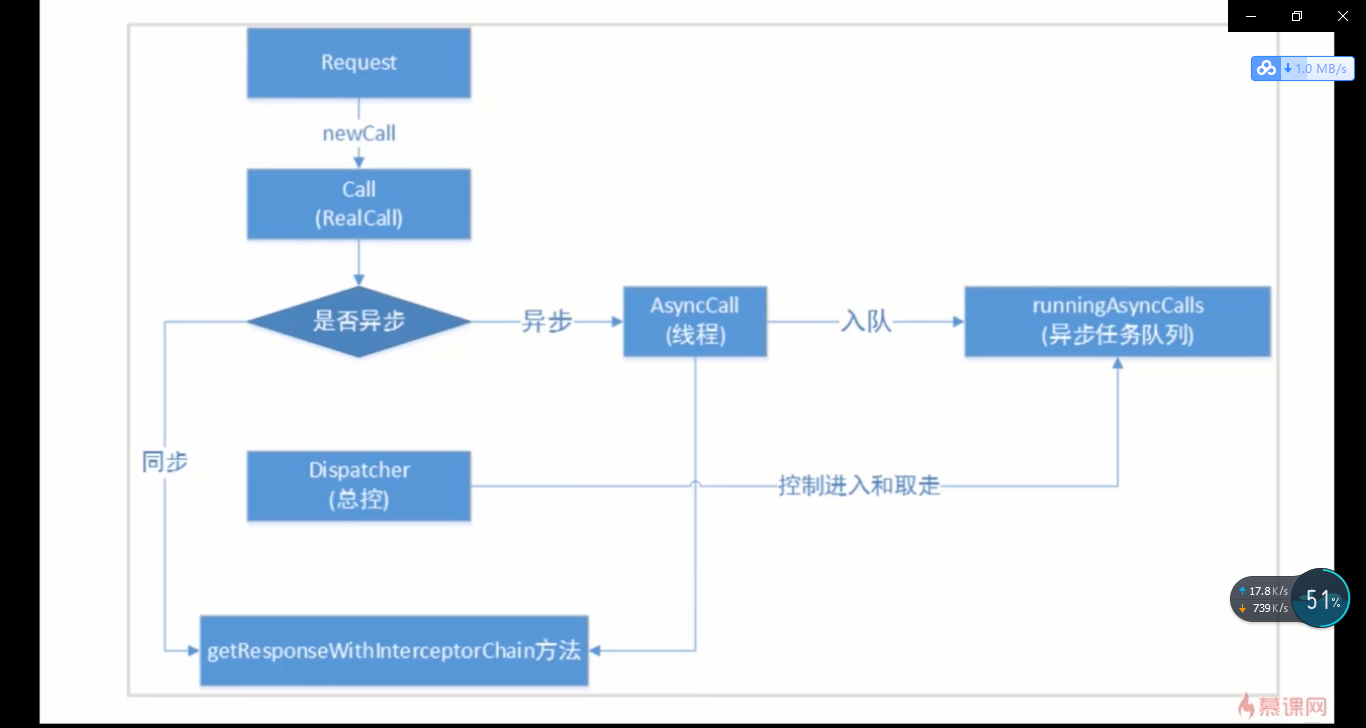 1.0 MB/s
Request
newCall
Call
(RealCall)
是否异步
异步
AsyncCall
(线程)
入队
runningAsyncCalls
(异步任务队列)
同步
Dispatcher
(总控)
控制进入和取走
17.8K/s
739K/s
51%
getResponseWithInterceptorChain方法
慕课网